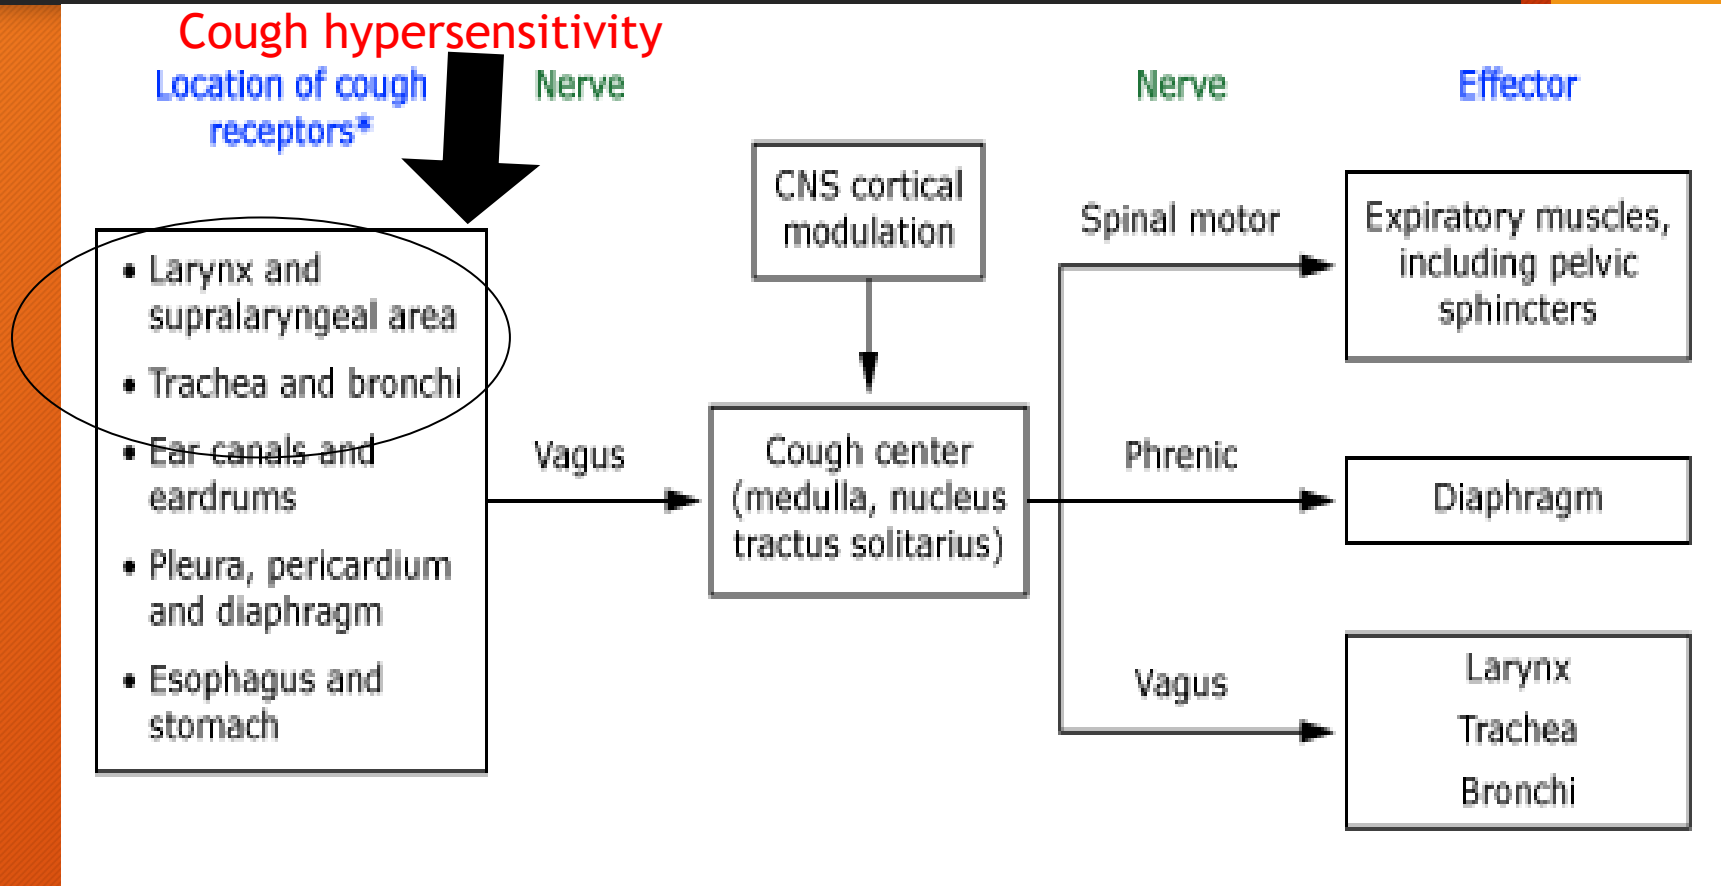 Cough hypersensitivity
Location of cough
receptors*
Nerve
Nerve
Effector
• Larynx and
supralaryngeal area
• Trachea and bronchi
• Ear canals and
eardrums
• Pleura, pericardium
and diaphragm
• Esophagus and
stomach
Vagus
CNS cortical
modulation
Cough center
(medulla, nucleus
tractus solitarius)
Spinal motor
Expiratory muscles,
including pelvic
sphincters
Phrenic
Diaphragm
Vagus
Larynx
Trachea
Bronchi